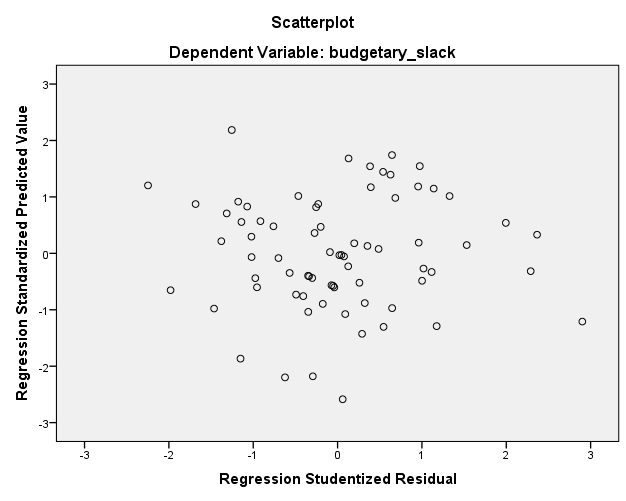 Scatterplot
Dependent Variable: budgetary_slack
Regression Standardized Predicted Value
3
2
1
0
-1
-2
-3
-3 -2 -1 0 1 2 3
Regression Studentized Residual